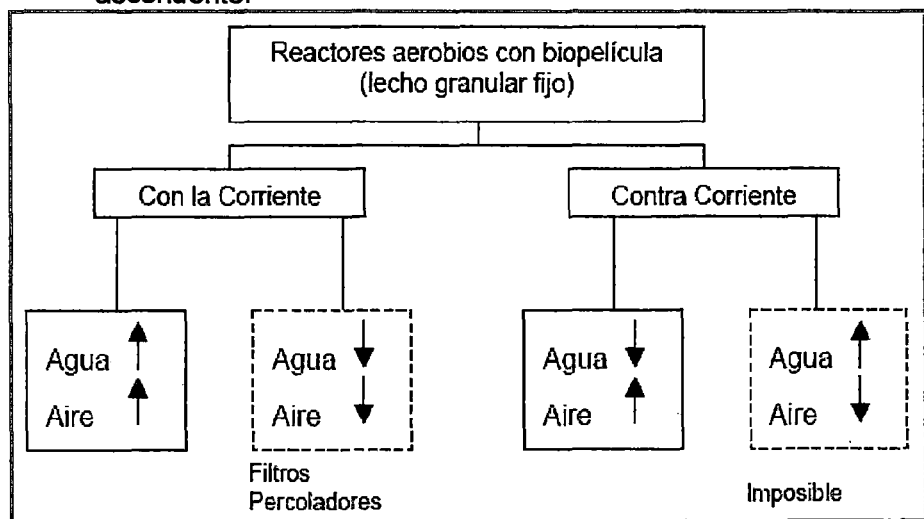 Reactores aerobios con biopelícula
(lecho granular fijo)
Con la Corriente
Contra Corriente
Agua
Aire
Agua
Aire
Filtros
Percoladores
Agua
Aire
Agua
Aire
Imposible